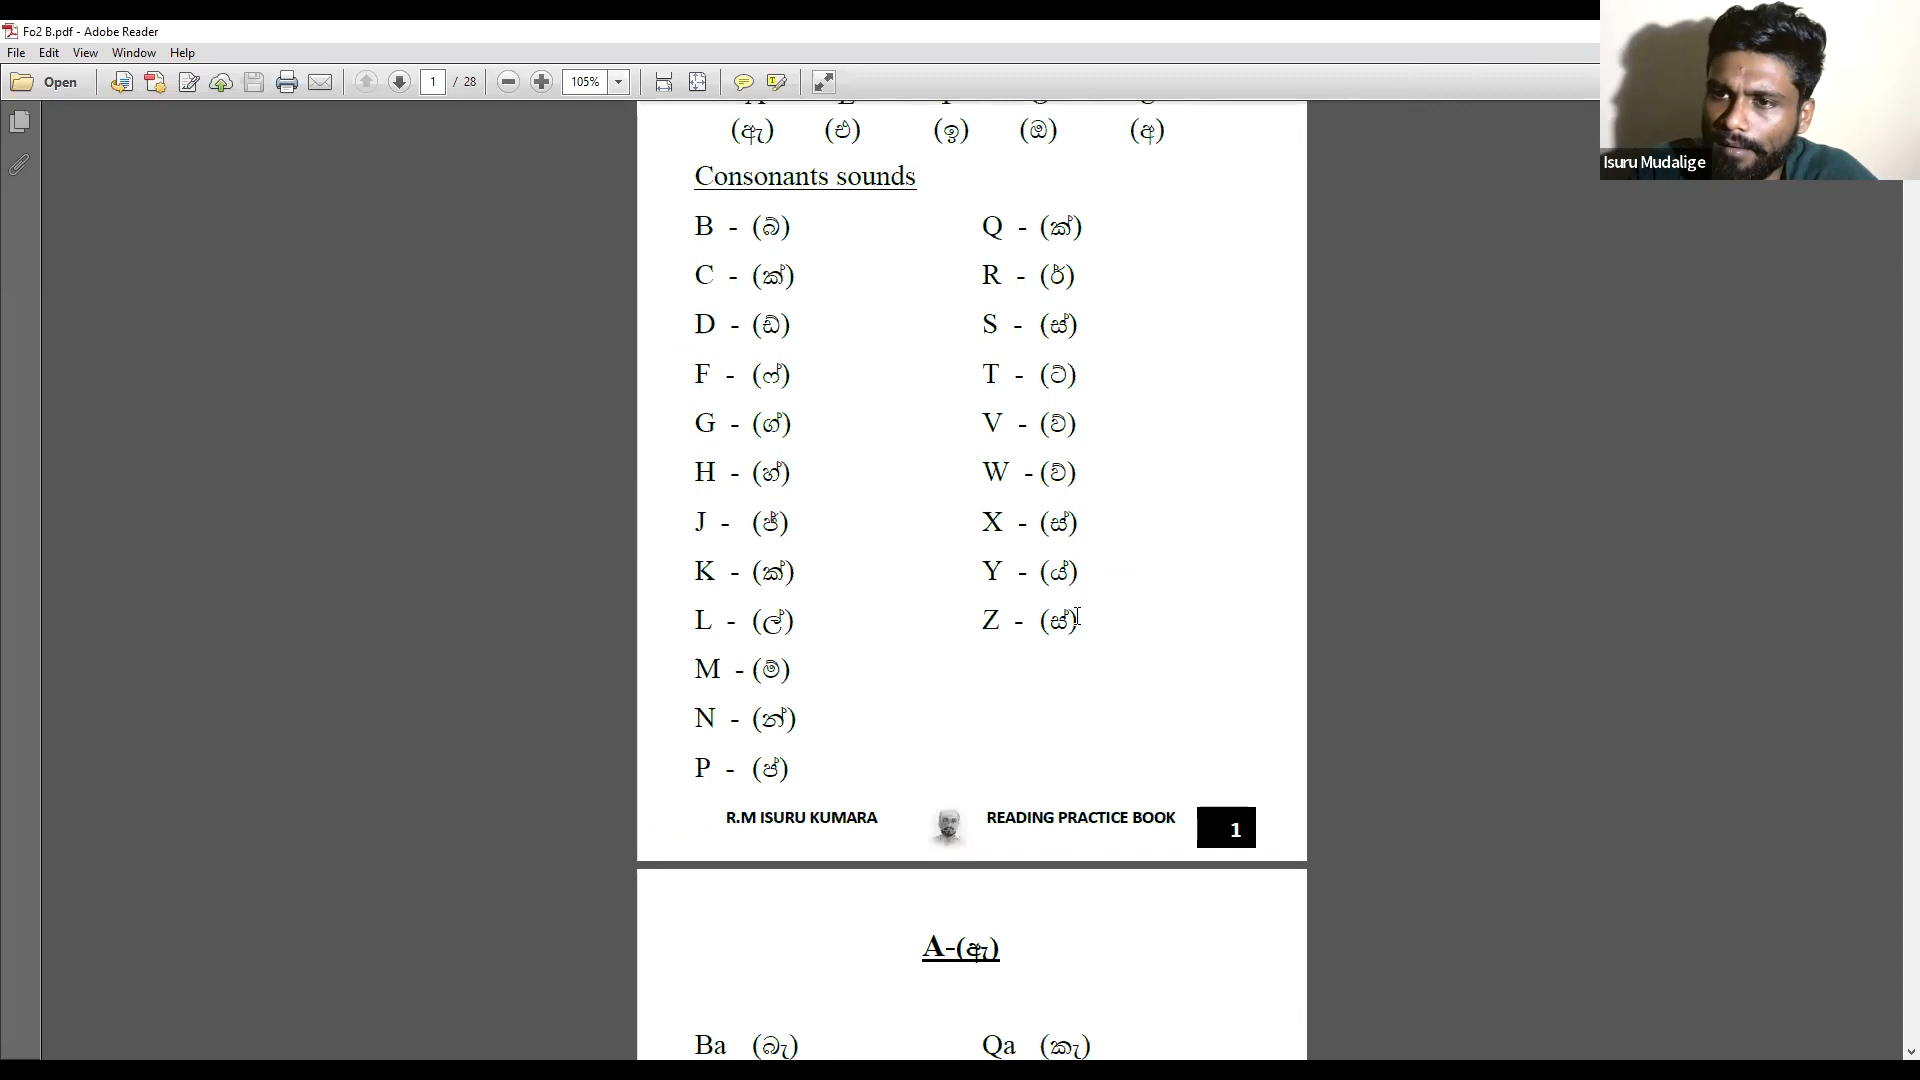 Fo2 B.pdf - Adobe Reader
File Edit View Window Help
Open 1 / 28 105%
Isuru Mudalige
(ඇ) (එ) (ඉ) (ඔ) (අ)
Consonants sounds
B - (බ්) Q - (ක්)
C - (ක්) R - (ර්)
D - (ඩ්) S - (ස්)
F - (ෆ්) T - (ට්)
G - (ග්) V - (ව්)
H - (හ්) W - (ව්)
J - (ජ්) X - (ස්)
K - (ක්) Y - (ය්)
L - (ල්) Z - (ස්)
M - (ම්)
N - (න්)
P - (ප්)
R.M ISURU KUMARA READING PRACTICE BOOK 1
A-(ඇ)
Ba (බැ) Qa (කැ)